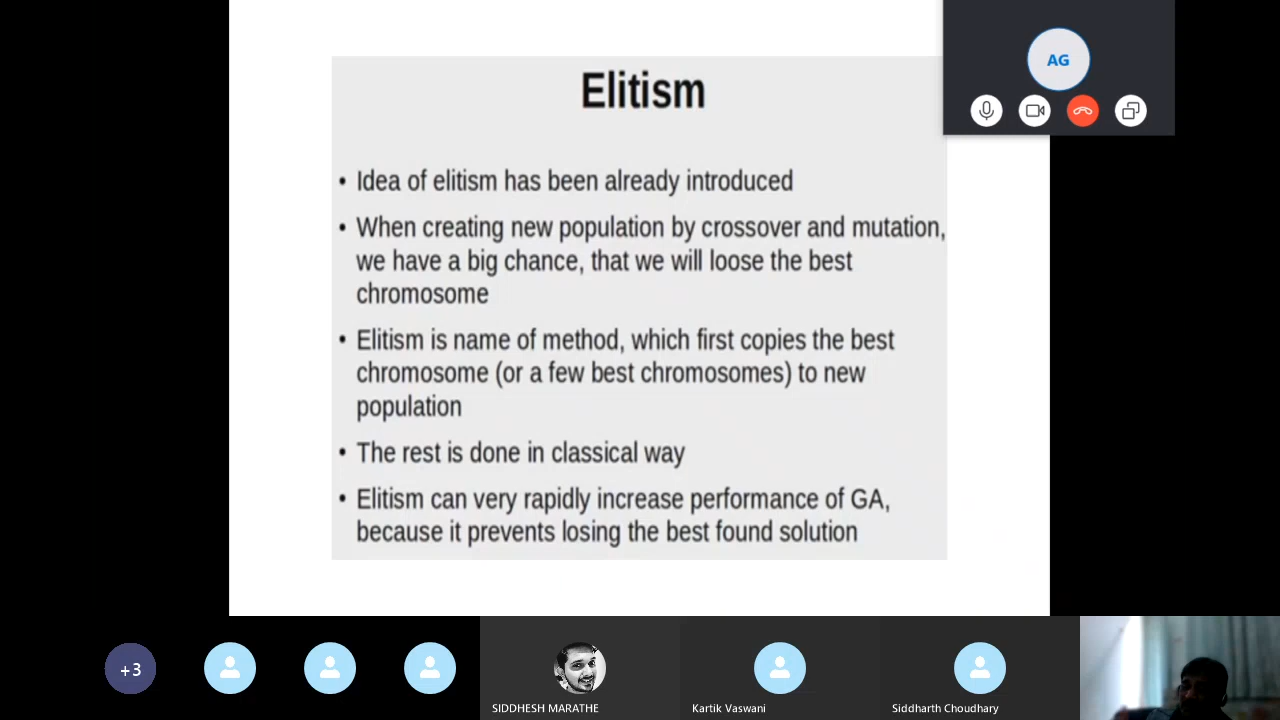 AG
Elitism
• Idea of elitism has been already introduced
• When creating new population by crossover and mutation,
we have a big chance, that we will loose the best
chromosome
• Elitism is name of method, which first copies the best
chromosome (or a few best chromosomes) to new
population
• The rest is done in classical way
• Elitism can very rapidly increase performance of GA,
because it prevents losing the best found solution
+3
SIDDHESH MARATHE
Kartik Vaswani
Siddharth Choudhary